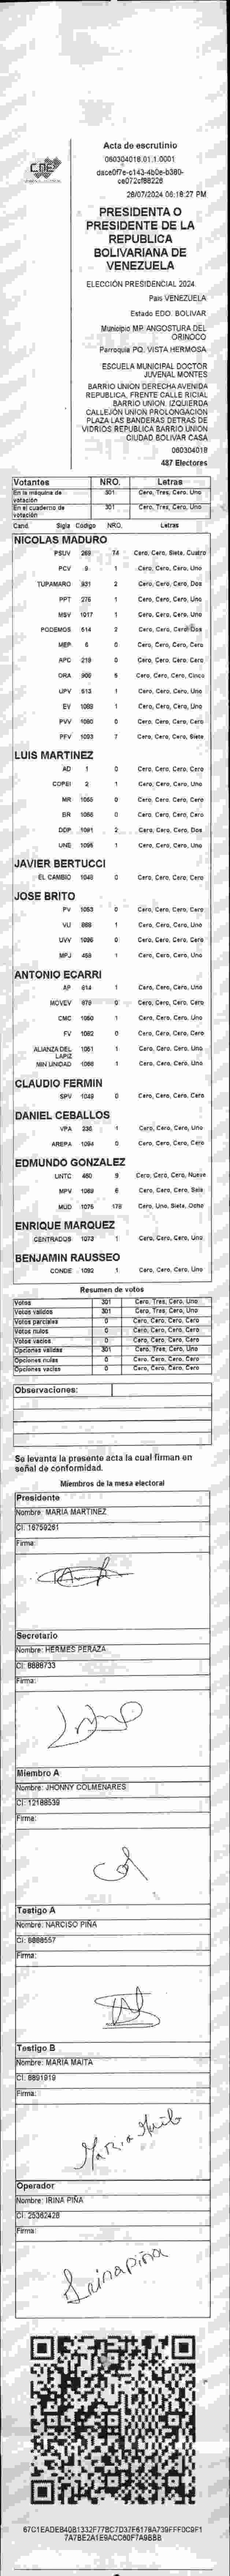 CNE
Acta de escrutinio
060304018.01.1.0001
28/07/2024 06:18:27 PM
PRESIDENTA O
PRESIDENTE DE LA
REPUBLICA
BOLIVARIANA DE
VENEZUELA
ELECCIÓN PRESIDENCIAL 2024.
Pais VENEZUELA
Estado EDO. BOLIVAR
Municipio MP. ANGOSTURA DEL
ORINOCO
Parroquia PQ. VISTA HERMOSA
ESCUELA MUNICIPAL DOCTOR
JUVENAL MONTES
BARRIO UNION DERECHA AVENIDA
REPUBLICA, FRENTE CALLE RICIAL
BARRIO UNION. IZQUIERDA
CALLEJON UNION PROLONGACION
PLAZA LAS BANDERAS DETRAS DE
VIDRIOS REPUBLICA BARRIO UNION
CIUDAD BOLIVAR CASA
060304018
487 Electores
Votantes NRO. Letras
En la máquina de votación 301 Cero, Tres, Cero, Uno
En el cuaderno de votación 301 Cero, Tres, Cero, Uno
Cand. Sigla Código NRO. Letras
NICOLAS MADURO
PSUV 269 74 Cero, Cero, Siete, Cuatro
PCV 9 1 Cero, Cero, Cero, Uno
TUPAMARO 931 2 Cero, Cero, Cero, Dos
PPT 276 1 Cero, Cero, Cero, Uno
MSV 1017 1 Cero, Cero, Cero, Uno
PODEMOS 514 2 Cero, Cero, Cero, Dos
MEP 6 0 Cero, Cero, Cero, Cero
APC 219 0 Cero, Cero, Cero, Cero
ORA 906 5 Cero, Cero, Cero, Cinco
UPV 513 1 Cero, Cero, Cero, Uno
EV 1088 1 Cero, Cero, Cero, Uno
PVV 1090 0 Cero, Cero, Cero, Cero
PFV 1093 7 Cero, Cero, Cero, Siete
LUIS MARTINEZ
AD 1 0 Cero, Cero, Cero, Cero
COPEI 2 1 Cero, Cero, Cero, Uno
MR 1055 0 Cero, Cero, Cero, Cero
BR 1056 0 Cero, Cero, Cero, Cero
DDP 1091 2 Cero, Cero, Cero, Dos
UNE 1095 1 Cero, Cero, Cero, Uno
JAVIER BERTUCCI
EL CAMBIO 1048 0 Cero, Cero, Cero, Cero
JOSE BRITO
PV 1053 0 Cero, Cero, Cero, Cero
VU 888 1 Cero, Cero, Cero, Uno
UVV 1096 0 Cero, Cero, Cero, Cero
MPJ 458 1 Cero, Cero, Cero, Uno
ANTONIO ECARRI
AP 614 1 Cero, Cero, Cero, Uno
MOVEV 979 0 Cero, Cero, Cero, Cero
CMC 1050 1 Cero, Cero, Cero, Uno
FV 1062 0 Cero, Cero, Cero, Cero
ALIANZA DEL LAPIZ 1051 1 Cero, Cero, Cero, Uno
MIN UNIDAD 1066 1 Cero, Cero, Cero, Uno
CLAUDIO FERMIN
SPV 1049 0 Cero, Cero, Cero, Cero
DANIEL CEBALLOS
VPA 236 1 Cero, Cero, Cero, Uno
AREPA 1094 0 Cero, Cero, Cero, Cero
EDMUNDO GONZALEZ
UNTC 460 9 Cero, Cero, Cero, Nueve
MPV 1069 6 Cero, Cero, Cero, Seis
MUD 1075 178 Cero, Uno, Siete, Ocho
ENRIQUE MARQUEZ
CENTRADOS 1073 1 Cero, Cero, Cero, Uno
BENJAMIN RAUSSEO
CONDE 1092 1 Cero, Cero, Cero, Uno
Resumen de votos
Votos 301 Cero, Tres, Cero, Uno
Votos validos 301 Cero, Tres, Cero, Uno
Votos parciales 0 Cero, Cero, Cero, Cero
Votos nulos 0 Cero, Cero, Cero, Cero
Votos vacios 0 Cero, Cero, Cero, Cero
Opciones validas 301 Cero, Tres, Cero, Uno
Opciones nulas 0 Cero, Cero, Cero, Cero
Opciones vacias 0 Cero, Cero, Cero, Cero
Observaciones:
Se levanta la presente acta la cual firman en
señal de conformidad.
Miembros de la mesa electoral
Presidente
Nombre: MARIA MARTINEZ
CI: 16759261
Firma:
Secretario
Nombre: HERMES PERAZA
CI: 8888733
Firma:
Miembro A
Nombre: JHONNY COLMENARES
CI: 12188539
Firma:
Testigo A
Nombre: NARCISO PIÑA
CI: 8888557
Firma:
Testigo B
Nombre: MARIA MAITA
CI: 8891919
Firma:
Maria Maita
Operador
Nombre: IRINA PIÑA
CI: 25362428
Firma:
Irina Piña